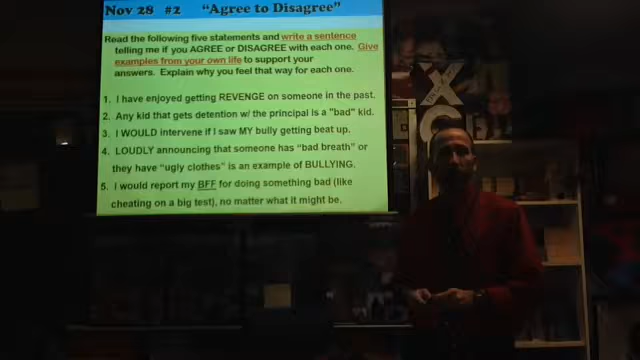 Nov 28 #2 "Agree to Disagree"
Read the following five statements and write a sentence
telling me if you AGREE or DISAGREE with each one. Give
examples from your own life to support your
answers. Explain why you feel that way for each one.
1. I have enjoyed getting REVENGE on someone in the past.
2. Any kid that gets detention w/ the principal is a "bad" kid.
3. I WOULD intervene if I saw MY bully getting beat up.
4. LOUDLY announcing that someone has "bad breath" or
they have "ugly clothes" is an example of BULLYING.
5. I would report my BFF for doing something bad (like
cheating on a big test), no matter what it might be.